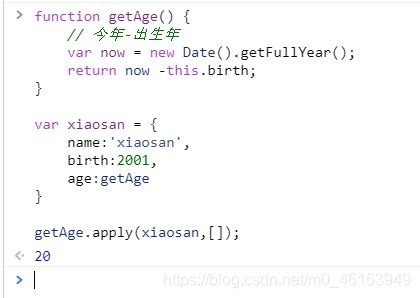 function getAge() {
// 今年-出生年
var now = new Date().getFullYear();
return now -this.birth;
}
var xiaosan = {
name:'xiaosan',
birth:2001,
age:getAge
}
getAge.apply(xiaosan,[]);
20
https://blog.csdn.net/m0_46153949